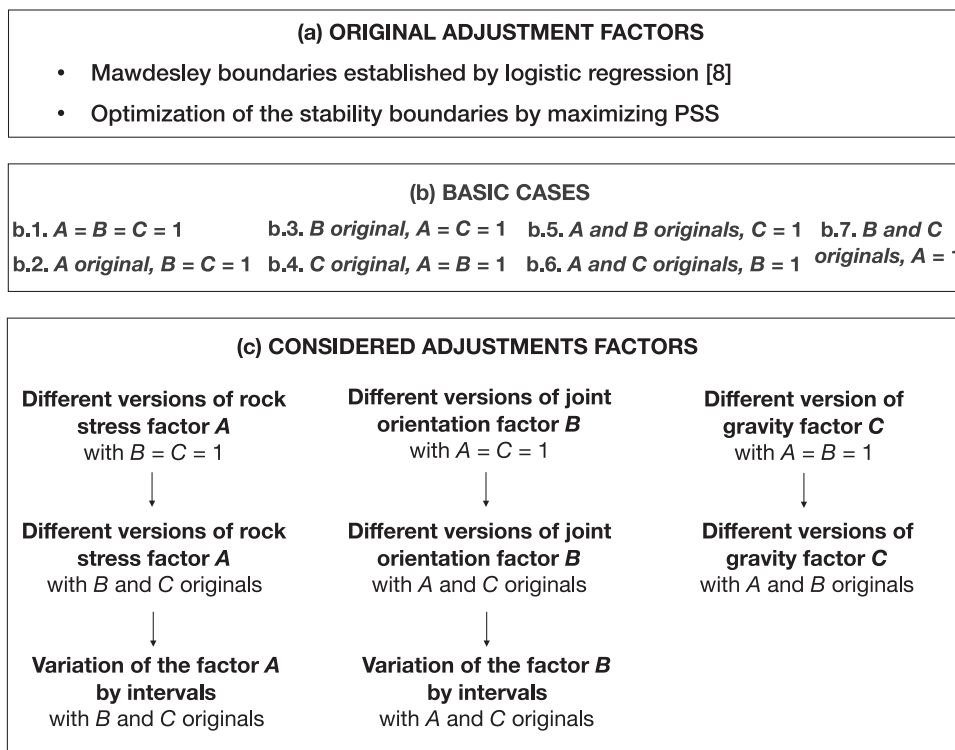 (a) ORIGINAL ADJUSTMENT FACTORS
• Mawdesley boundaries established by logistic regression [8]
• Optimization of the stability boundaries by maximizing PSS
(b) BASIC CASES
b.1. A = B = C = 1
b.2. A original, B = C = 1
b.3. B original, A = C = 1
b.4. C original, A = B = 1
b.5. A and B originals, C = 1
b.6. A and C originals, B = 1
b.7. B and C
originals, A = 1
(c) CONSIDERED ADJUSTMENTS FACTORS
Different versions of rock
stress factor A
with B = C = 1
Different versions of rock
stress factor A
with B and C originals
Variation of the factor A
by intervals
with B and C originals
Different versions of joint
orientation factor B
with A = C = 1
Different versions of joint
orientation factor B
with A and C originals
Variation of the factor B
by intervals
with A and C originals
Different version of
gravity factor C
with A = B = 1
Different versions of
gravity factor C
with A and B originals